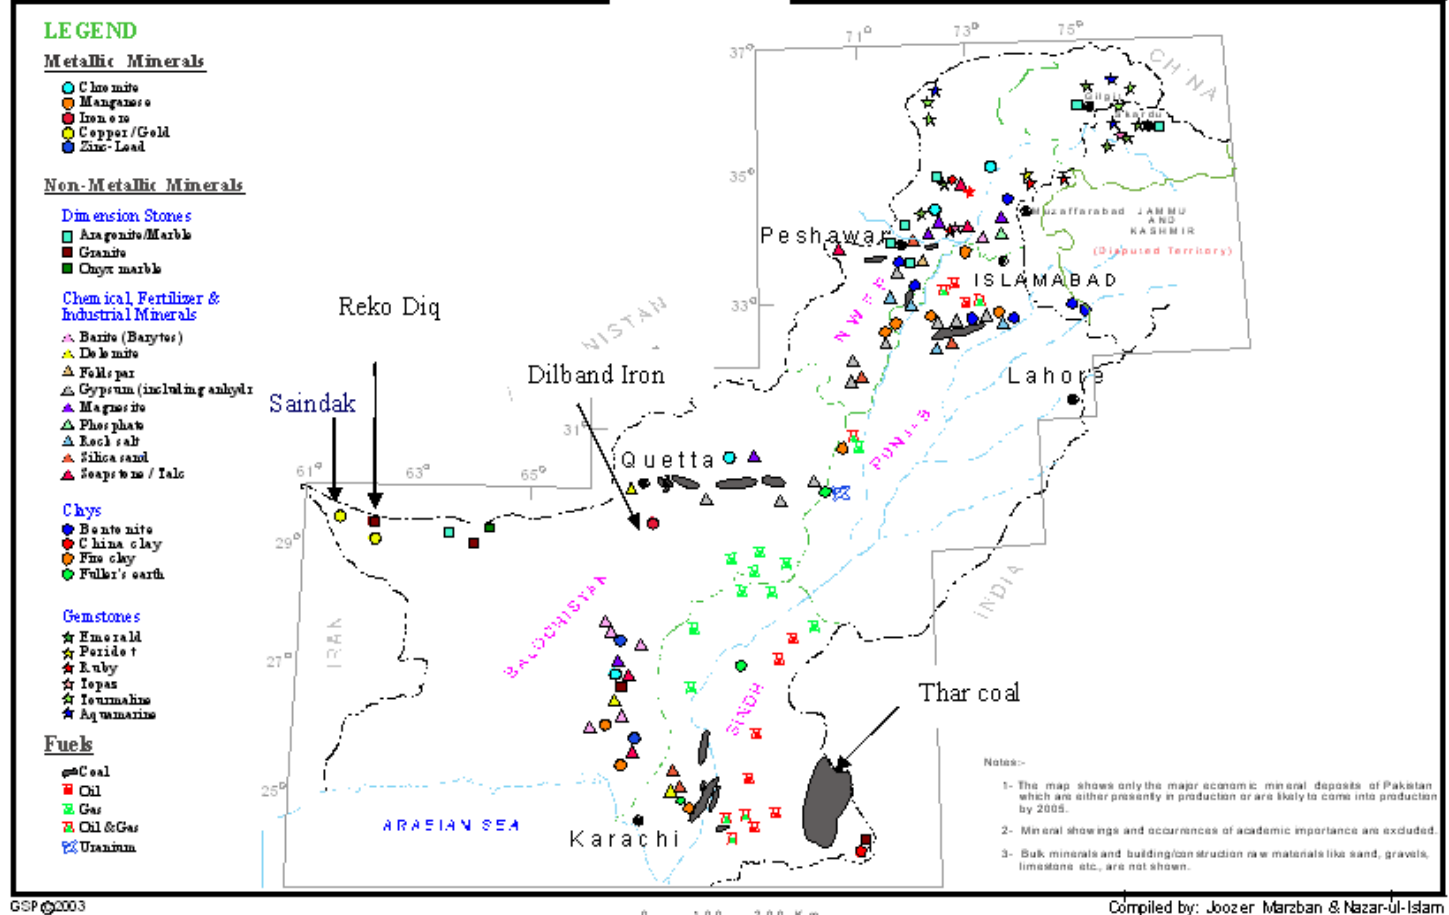 LEGEND
Metallic Minerals
Chromite
Manganese
Iron ore
Copper/Gold
Zinc-Lead
Non-Metallic Minerals
Dimension Stones
Aragonite/Marble
Granite
Onyx marble
Chemical, Fertilizer &
Industrial Minerals
Barite (Barytes)
Dolomite
Feldspar
Gypsum (including anhydr
Magnesite
Phosphate
Rock salt
Silica sand
Soapstone / Talc
Clays
Bentonite
China clay
Fire clay
Fuller's earth
Gemstones
Emerald
Peridot
Ruby
Topaz
Tourmaline
Aquamarine
Fuels
Coal
Oil
Gas
Oil & Gas
Uranium
71° 73° 75°
37°
CHINA
Gilgit
Skardu
35°
Muzaffarabad JAMMU
AND
KASHMIR
(Disputed Territory)
Peshawar
ISLAMABAD
33°
NWFP
NISTAN
Reko Diq
Dilband Iron
Saindak
Lahore
PUNJAB
31°
Quetta
61° 63° 65°
29°
INDIA
IRAN
BALOCHISTAN
27°
SINDH
Thar coal
25°
ARABIAN SEA
Karachi
Notes:-
1- The map shows only the major economic mineral deposits of Pakistan
which are either presently in production or are likely to come into production
by 2005.
2- Mineral showings and occurrences of academic importance are excluded.
3- Bulk minerals and building/construction raw materials like sand, gravels,
limestone etc., are not shown.
GSP©2003
0 100 200 Km
Compiled by: Joozer Marzban & Nazar-ul-Islam